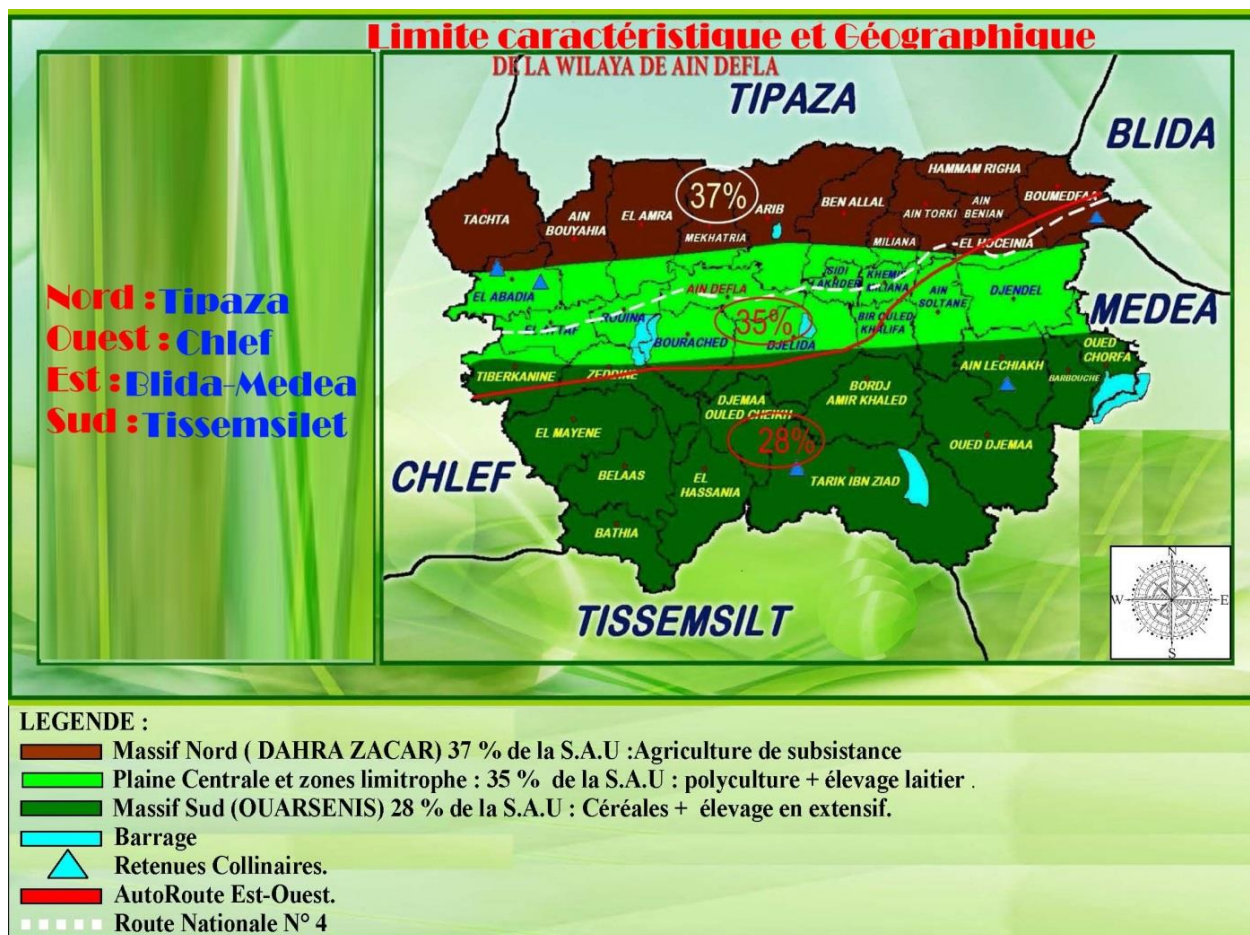 Limite caractéristique et Géographique
DE LA WILAYA DE AIN DEFLA
Nord : Tipaza
Ouest : Chlef
Est : Blida-Medea
Sud : Tissemsilet
TIPAZA
BLIDA
MEDEA
CHLEF
TISSEMSILT
HAMMAM RIGHA
BOUMEDFAA
TACHTA
AIN
BOUYAHIA
EL AMRA
37%
ARIB
BEN ALLAL
AIN TORKI
AIN
BENIAN
MEKHATRIA
MILIANA
EL HOCEINIA
EL ABADIA
AIN DEFLA
SIDI
LAKHDER
KHEMIS
MILIANA
AIN
SOLTANE
DJENDEL
EL ATTAF
ROUINA
BOURACHED
35%
DJELIDA
BIR OULED
KHALIFA
TIBERKANINE
ZEDDINE
AIN LECHIAKH
OUED
CHORFA
BARBOUCHE
DJEMAA
OULED CHEIKH
BORDJ
AMIR KHALED
EL MAYENE
28%
OUED DJEMAA
BELAAS
EL
HASSANIA
TARIK IBN ZIAD
BATHIA
N
W
E
S
LEGENDE :
Massif Nord ( DAHRA ZACAR) 37 % de la S.A.U :Agriculture de subsistance
Plaine Centrale et zones limitrophe : 35 % de la S.A.U : polyculture + élevage laitier .
Massif Sud (OUARSENIS) 28 % de la S.A.U : Céréales + élevage en extensif.
Barrage
Retenues Collinaires.
AutoRoute Est-Ouest.
Route Nationale N° 4